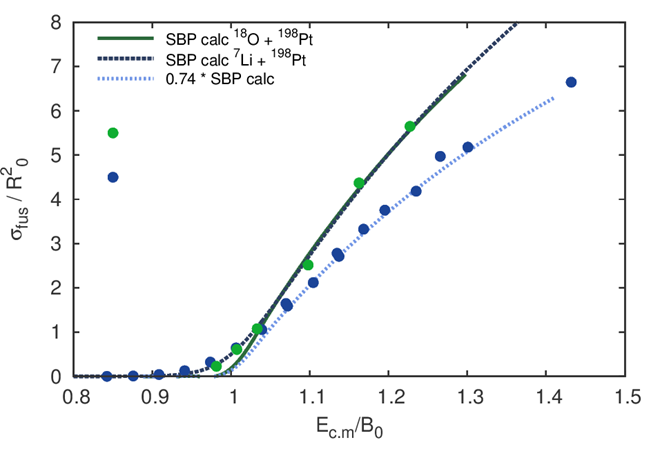 SBP calc ¹⁸O + ¹⁹⁸Pt
SBP calc ⁷Li + ¹⁹⁸Pt
0.74 * SBP calc
8
7
6
5
4
3
2
1
0
σfus / R²₀
0.8 0.9 1 1.1 1.2 1.3 1.4 1.5
Ec.m/B₀